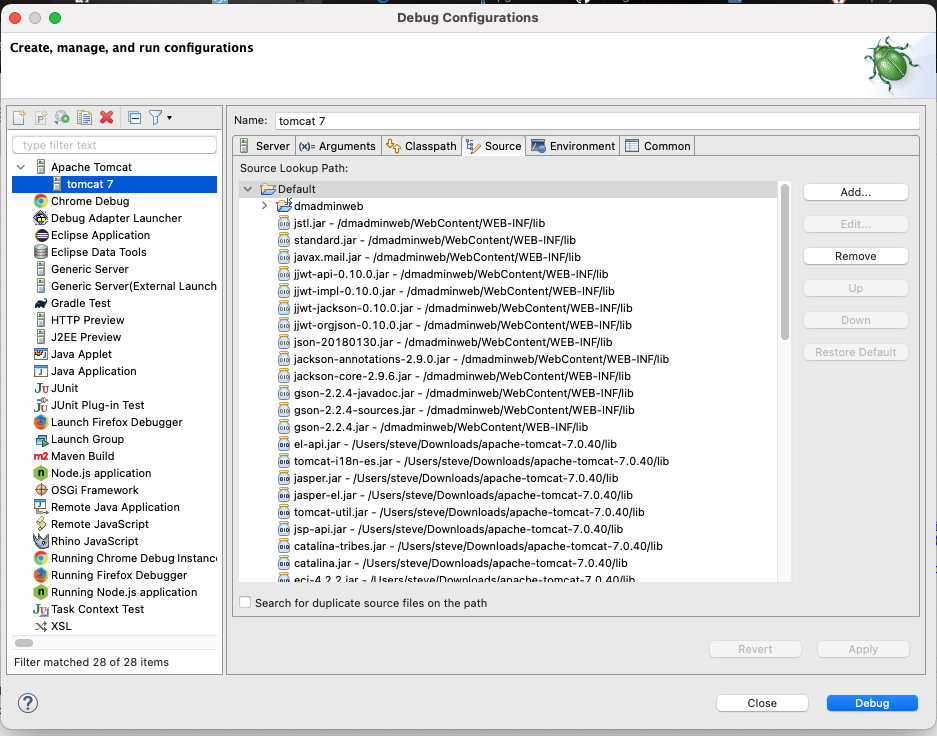 Debug Configurations
Create, manage, and run configurations
type filter text
Apache Tomcat
tomcat 7
Chrome Debug
Debug Adapter Launcher
Eclipse Application
Eclipse Data Tools
Generic Server
Generic Server(External Launch
Gradle Test
HTTP Preview
J2EE Preview
Java Applet
Java Application
JUnit
JUnit Plug-in Test
Launch Firefox Debugger
Launch Group
Maven Build
Node.js application
OSGi Framework
Remote Java Application
Remote JavaScript
Rhino JavaScript
Running Chrome Debug Instanc
Running Firefox Debugger
Running Node.js application
Task Context Test
XSL
Filter matched 28 of 28 items
Name: tomcat 7
Server (x)= Arguments Classpath Source Environment Common
Source Lookup Path:
Default
dmadminweb
jstl.jar - /dmadminweb/WebContent/WEB-INF/lib
standard.jar - /dmadminweb/WebContent/WEB-INF/lib
javax.mail.jar - /dmadminweb/WebContent/WEB-INF/lib
jjwt-api-0.10.0.jar - /dmadminweb/WebContent/WEB-INF/lib
jjwt-impl-0.10.0.jar - /dmadminweb/WebContent/WEB-INF/lib
jjwt-jackson-0.10.0.jar - /dmadminweb/WebContent/WEB-INF/lib
jjwt-orgjson-0.10.0.jar - /dmadminweb/WebContent/WEB-INF/lib
json-20180130.jar - /dmadminweb/WebContent/WEB-INF/lib
jackson-annotations-2.9.0.jar - /dmadminweb/WebContent/WEB-INF/lib
jackson-core-2.9.6.jar - /dmadminweb/WebContent/WEB-INF/lib
gson-2.2.4-javadoc.jar - /dmadminweb/WebContent/WEB-INF/lib
gson-2.2.4-sources.jar - /dmadminweb/WebContent/WEB-INF/lib
gson-2.2.4.jar - /dmadminweb/WebContent/WEB-INF/lib
el-api.jar - /Users/steve/Downloads/apache-tomcat-7.0.40/lib
tomcat-i18n-es.jar - /Users/steve/Downloads/apache-tomcat-7.0.40/lib
jasper.jar - /Users/steve/Downloads/apache-tomcat-7.0.40/lib
jasper-el.jar - /Users/steve/Downloads/apache-tomcat-7.0.40/lib
tomcat-util.jar - /Users/steve/Downloads/apache-tomcat-7.0.40/lib
jsp-api.jar - /Users/steve/Downloads/apache-tomcat-7.0.40/lib
catalina-tribes.jar - /Users/steve/Downloads/apache-tomcat-7.0.40/lib
catalina.jar - /Users/steve/Downloads/apache-tomcat-7.0.40/lib
ecj-4.2.2.jar - /Users/steve/Downloads/apache-tomcat-7.0.40/lib
Search for duplicate source files on the path
Add...
Edit...
Remove
Up
Down
Restore Default
Revert
Apply
Close
Debug